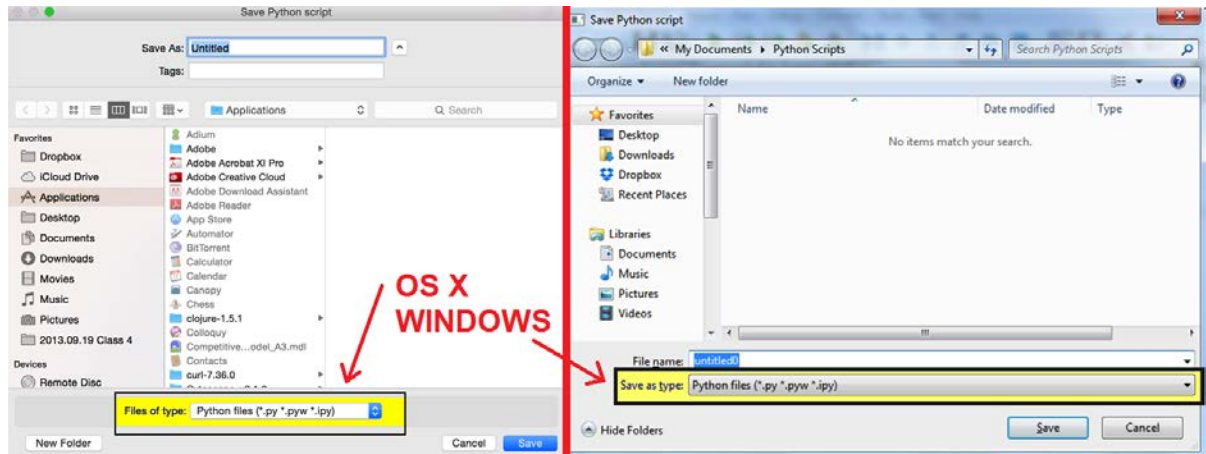 Save Python script
Save As: Untitled
Tags:
Applications
Search
Favorites
Dropbox
iCloud Drive
Applications
Desktop
Documents
Downloads
Movies
Music
Pictures
2013.09.19 Class 4
Devices
Remote Disc
Adium
Adobe
Adobe Acrobat XI Pro
Adobe Creative Cloud
Adobe Download Assistant
Adobe Reader
App Store
Automator
BitTorrent
Calculator
Calendar
Canopy
Chess
clojure-1.5.1
Colloquy
Competitive...odel_A3.mdl
Contacts
curl-7.36.0
Files of type: Python files (*.py *.pyw *.ipy)
New Folder
Cancel
Save
OS X
WINDOWS
Save Python script
« My Documents Python Scripts
Search Python Scripts
Organize
New folder
Favorites
Desktop
Downloads
Dropbox
Recent Places
Libraries
Documents
Music
Pictures
Videos
Name
Date modified
Type
No items match your search.
File name: untitled0
Save as type: Python files (*.py *.pyw *.ipy)
Hide Folders
Save
Cancel